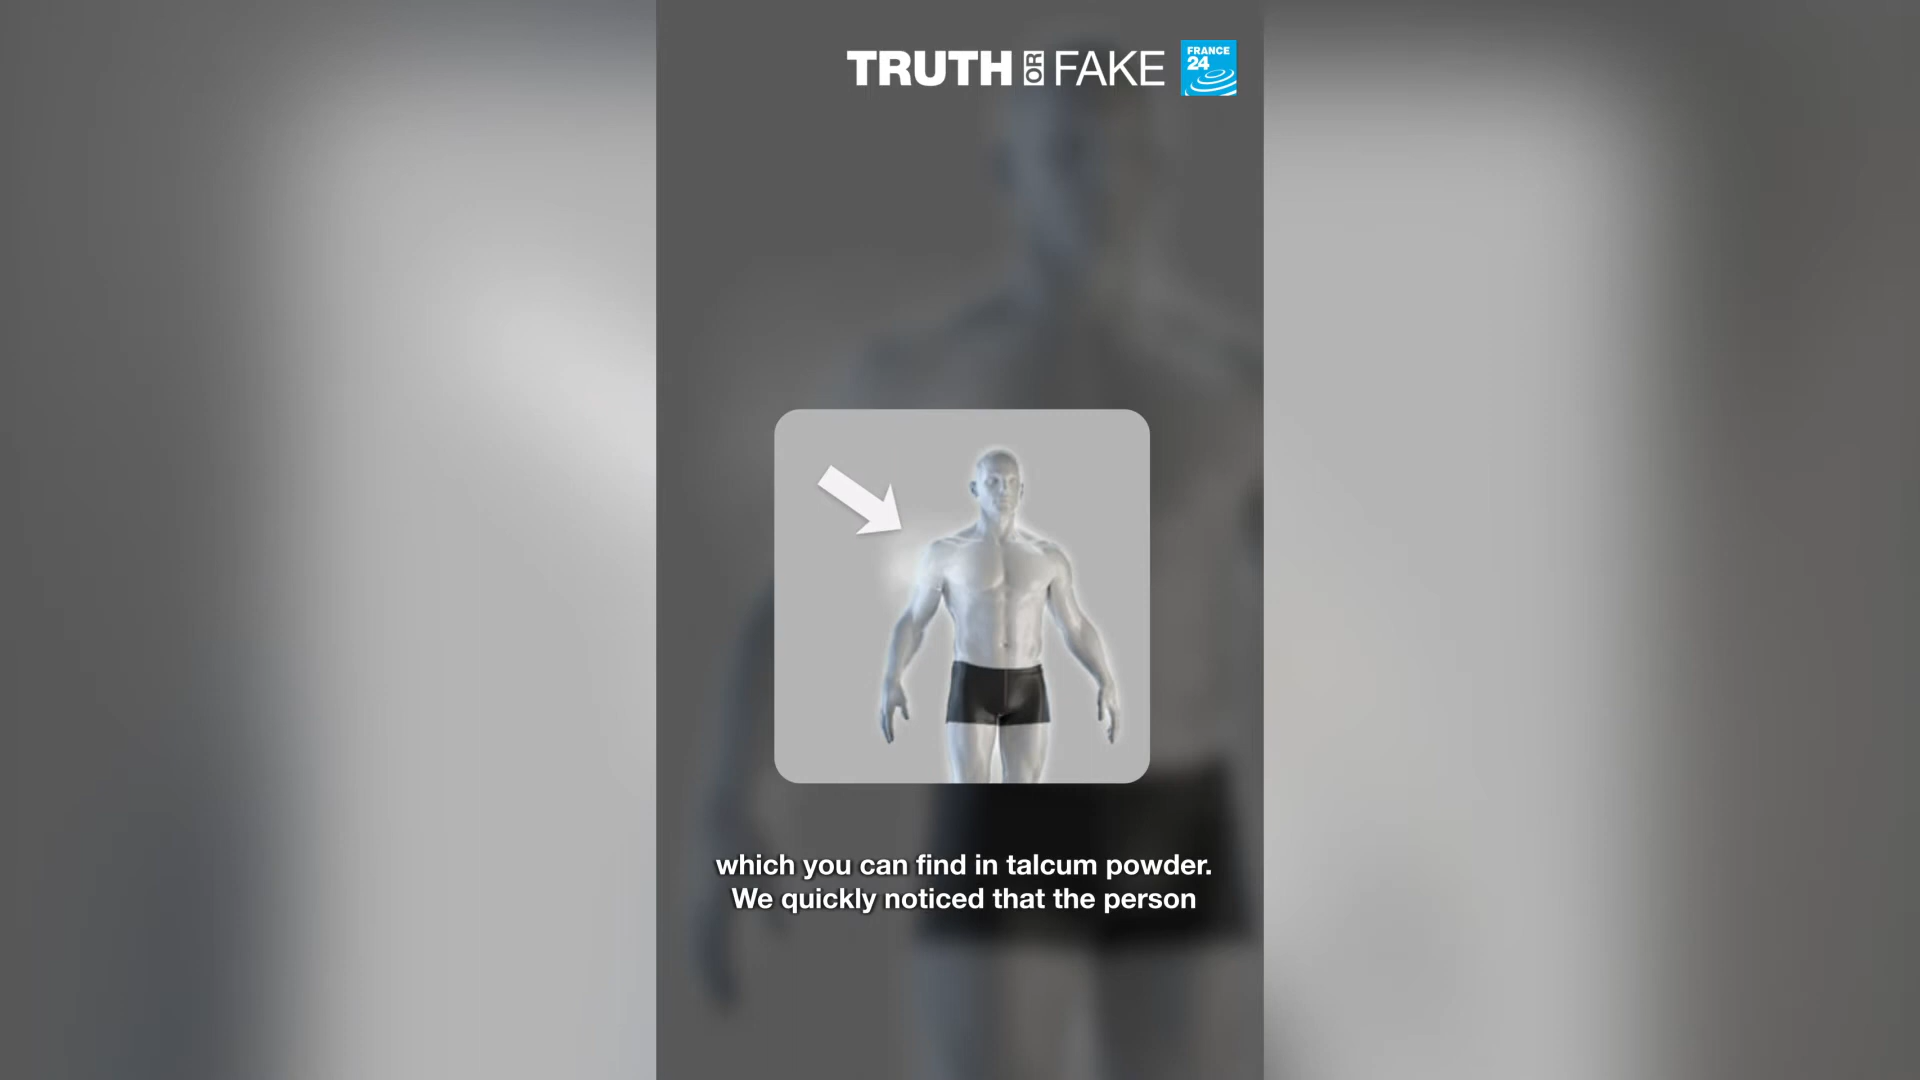 TRUTH OR FAKE
FRANCE
24
which you can find in talcum powder.
We quickly noticed that the person